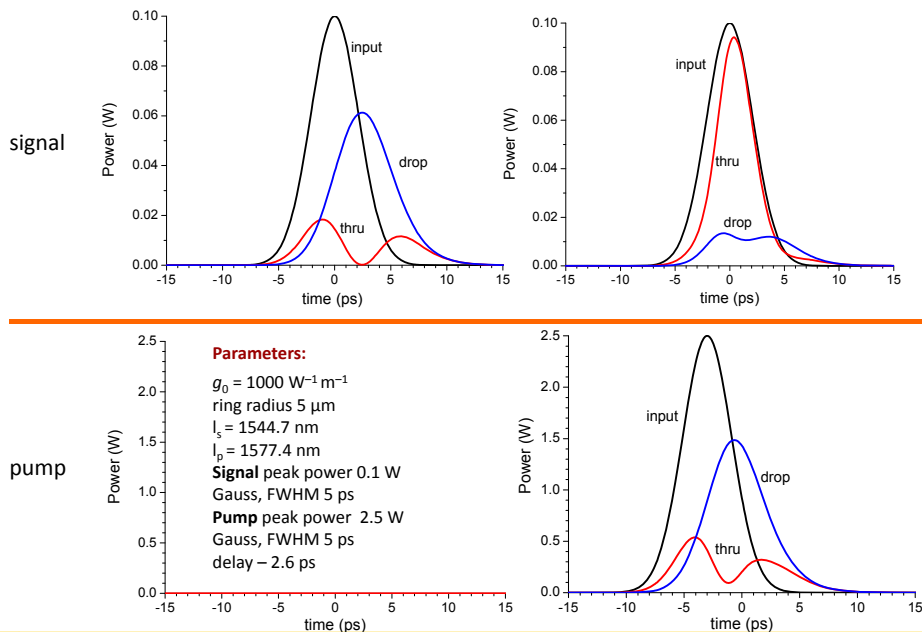 signal
0.10
0.08
0.06
0.04
0.02
0.00
Power (W)
input
drop
thru
-15 -10 -5 0 5 10 15
time (ps)
0.10
0.08
0.06
0.04
0.02
0.00
Power (W)
input
thru
drop
-15 -10 -5 0 5 10 15
time (ps)
pump
2.5
2.0
1.5
1.0
0.5
0.0
Power (W)
Parameters:
g₀ = 1000 W⁻¹ m⁻¹
ring radius 5 μm
lₛ = 1544.7 nm
lₚ = 1577.4 nm
Signal peak power 0.1 W
Gauss, FWHM 5 ps
Pump peak power 2.5 W
Gauss, FWHM 5 ps
delay – 2.6 ps
-15 -10 -5 0 5 10 15
time (ps)
2.5
2.0
1.5
1.0
0.5
0.0
Power (W)
input
drop
thru
-15 -10 -5 0 5 10 15
time (ps)